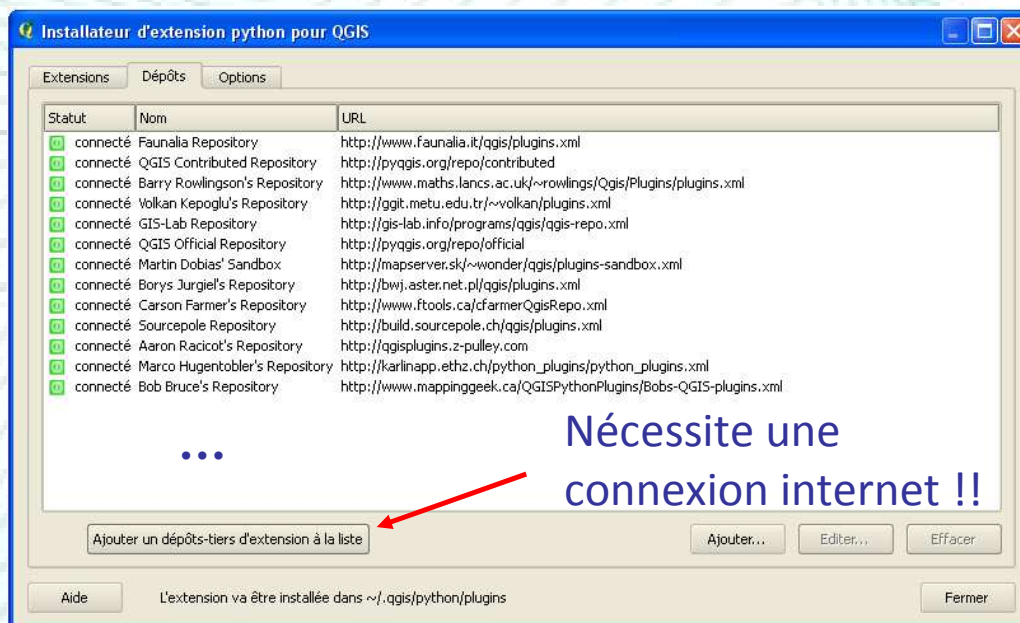 Installateur d'extension python pour QGIS
Extensions Dépôts Options
Statut Nom URL
connecté Faunalia Repository http://www.faunalia.it/qgis/plugins.xml
connecté QGIS Contributed Repository http://pyqgis.org/repo/contributed
connecté Barry Rowlingson's Repository http://www.maths.lancs.ac.uk/~rowlings/Qgis/Plugins/plugins.xml
connecté Volkan Kepoglu's Repository http://ggit.metu.edu.tr/~volkan/plugins.xml
connecté GIS-Lab Repository http://gis-lab.info/programs/qgis/qgis-repo.xml
connecté QGIS Official Repository http://pyqgis.org/repo/official
connecté Martin Dobias' Sandbox http://mapserver.sk/~wonder/qgis/plugins-sandbox.xml
connecté Borys Jurgiel's Repository http://bwj.aster.net.pl/qgis/plugins.xml
connecté Carson Farmer's Repository http://www.ftools.ca/cfarmerQgisRepo.xml
connecté Sourcepole Repository http://build.sourcepole.ch/qgis/plugins.xml
connecté Aaron Racicot's Repository http://qgisplugins.z-pulley.com
connecté Marco Hugentobler's Repository http://karlinapp.ethz.ch/python_plugins/python_plugins.xml
connecté Bob Bruce's Repository http://www.mappinggeek.ca/QGISPythonPlugins/Bobs-QGIS-plugins.xml
Nécessite une
...
connexion internet !!
Ajouter un dépôts-tiers d'extension à la liste Ajouter... Editer... Effacer
Aide L'extension va être installée dans ~/.qgis/python/plugins Fermer